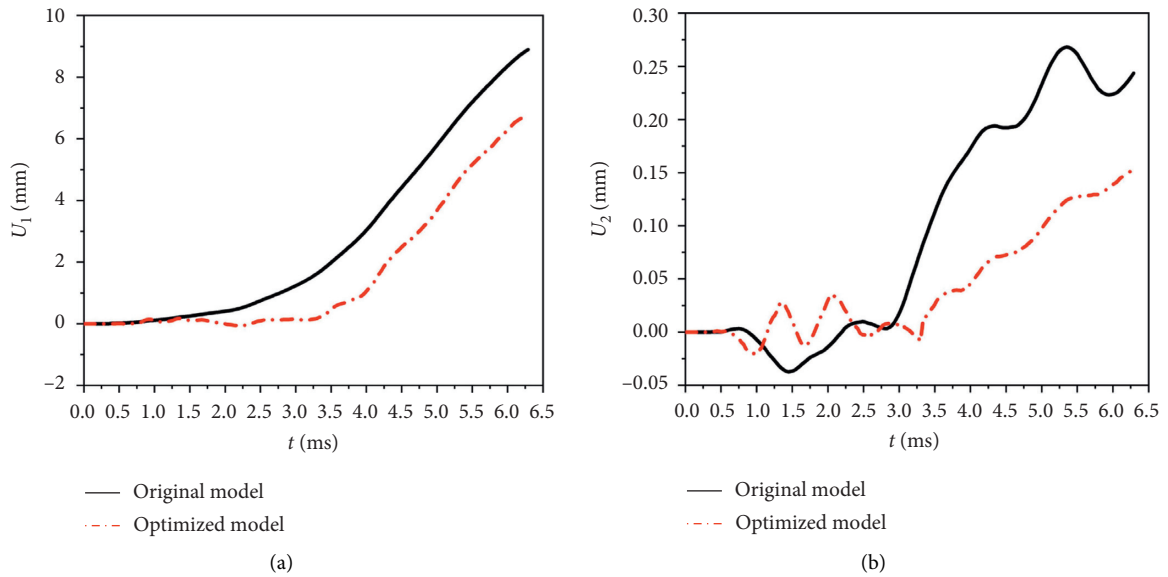 10
8
6
4
2
0
–2
U1 (mm)
0.0 0.5 1.0 1.5 2.0 2.5 3.0 3.5 4.0 4.5 5.0 5.5 6.0 6.5
t (ms)
Original model
Optimized model
(a)
0.30
0.25
0.20
0.15
0.10
0.05
0.00
–0.05
U2 (mm)
0.0 0.5 1.0 1.5 2.0 2.5 3.0 3.5 4.0 4.5 5.0 5.5 6.0 6.5
t (ms)
Original model
Optimized model
(b)